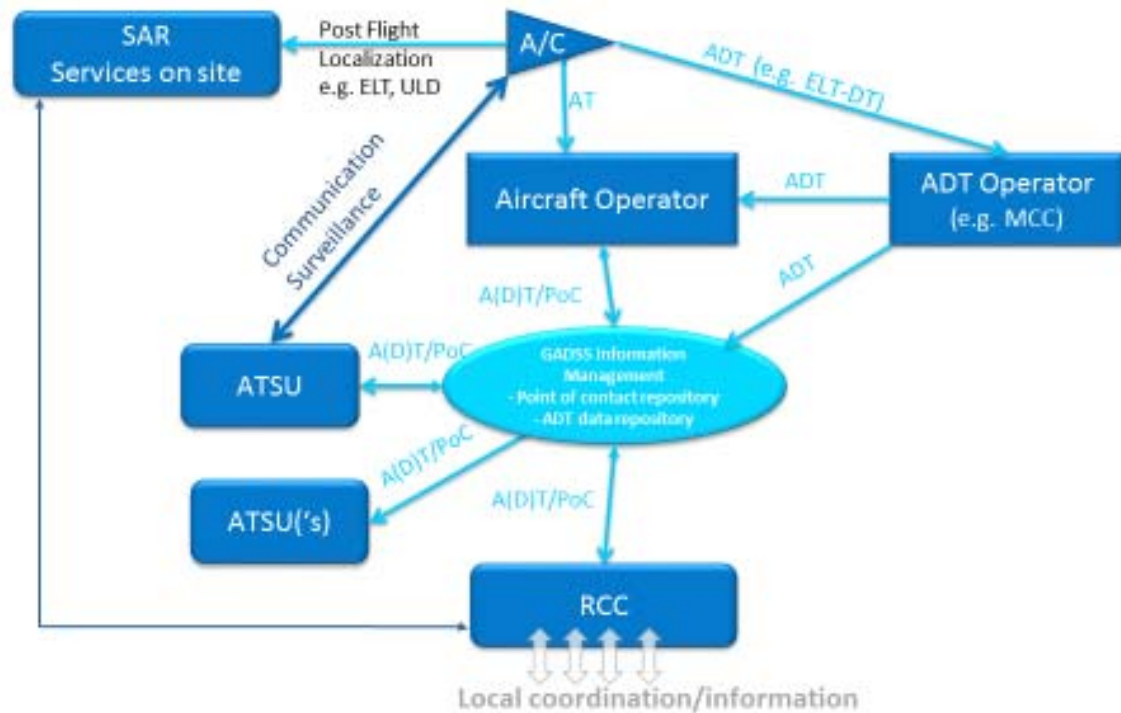 SAR
Services on site
Post Flight
Localization
e.g. ELT, ULD
A/C
ADT (e.g. ELT-DT)
AT
Communication
Surveillance
Aircraft Operator
ADT
ADT Operator
(e.g. MCC)
ADT
A(D)T/PoC
ATSU
A(D)T/PoC
GADSS Information
Management
- Point of contact repository
- ADT data repository
A(D)T/PoC
ATSU('s)
A(D)T/PoC
RCC
Local coordination/information